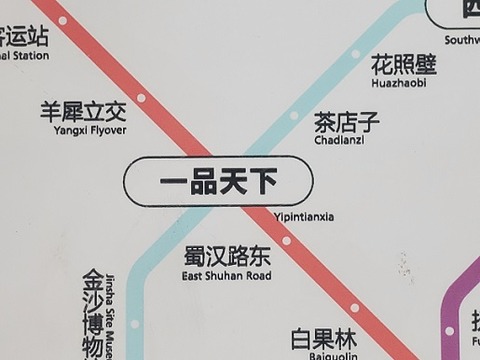 客运站
Station
羊犀立交
Yangxi Flyover
花照壁
Huazhaobi
茶店子
Chadianzi
一品天下
Yipintianxia
蜀汉路东
East Shuhan Road
金沙博物
Jinsha Site Museu
白果林
Baiguolin